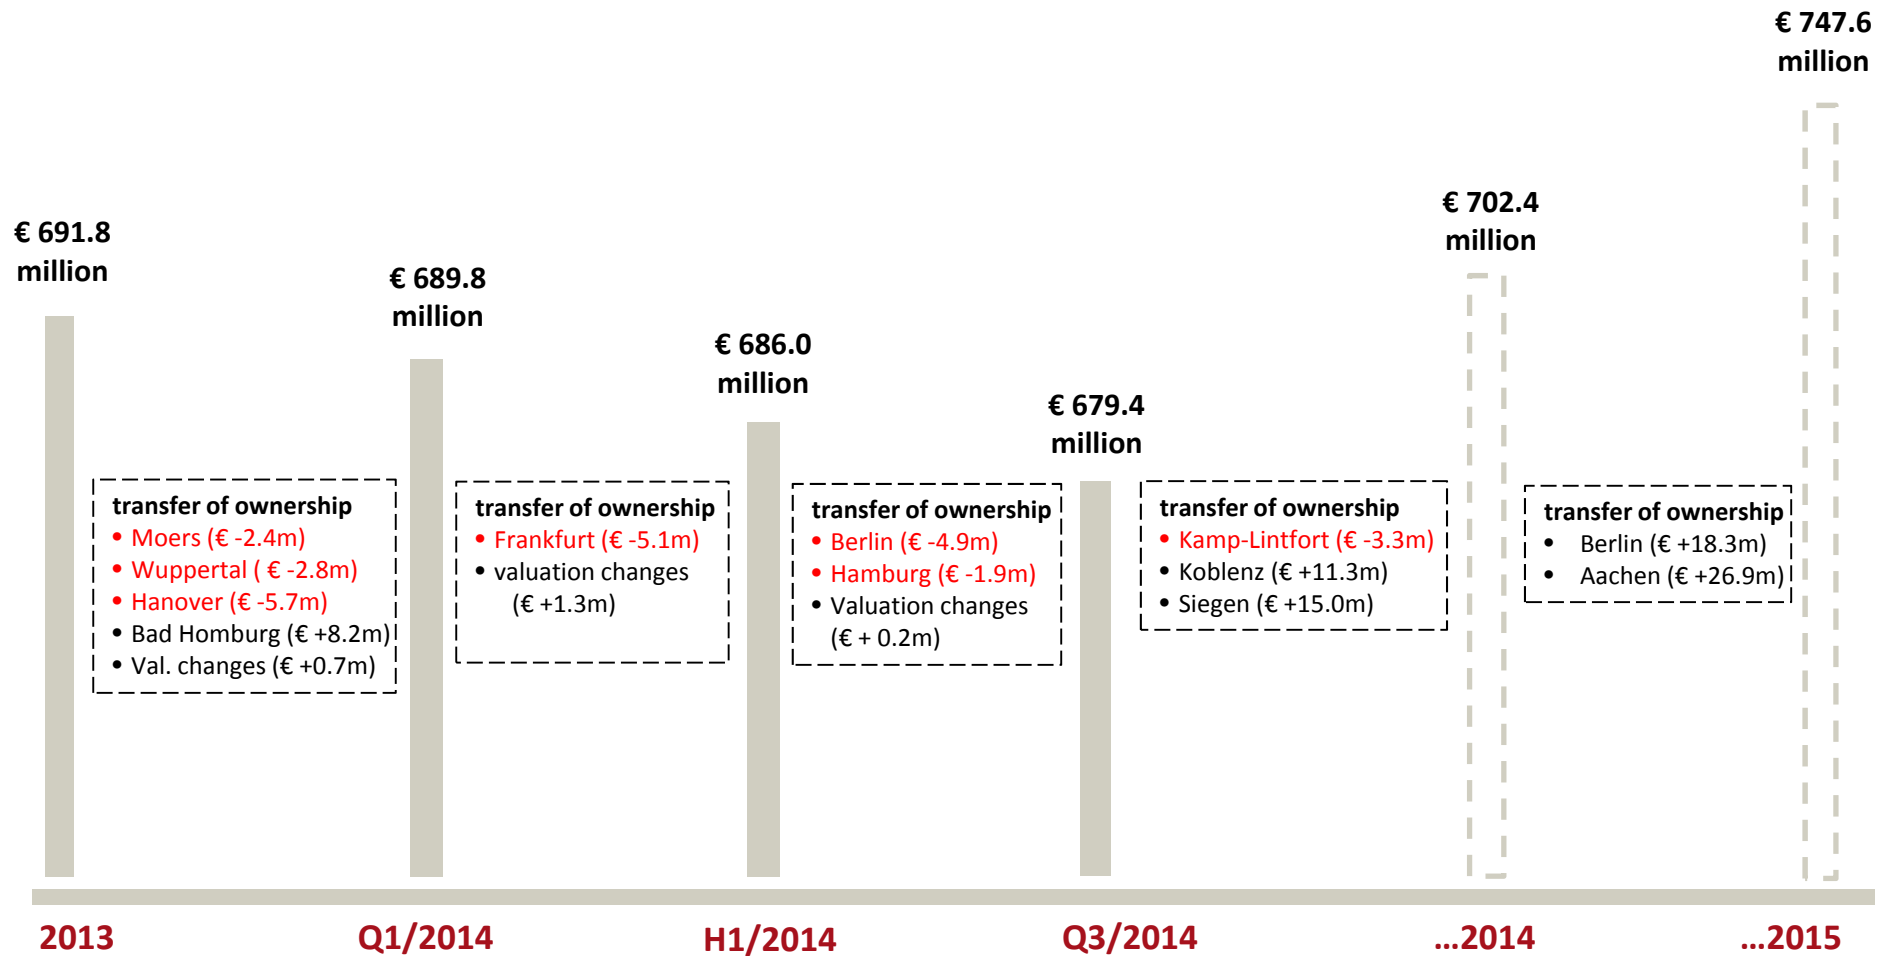 € 747.6
million
€ 702.4
million
€ 691.8
million
€ 689.8
million
€ 686.0
million
€ 679.4
million
transfer of ownership
• Moers (€ -2.4m)
• Wuppertal ( € -2.8m)
• Hanover (€ -5.7m)
• Bad Homburg (€ +8.2m)
• Val. changes (€ +0.7m)
transfer of ownership
• Frankfurt (€ -5.1m)
• valuation changes
(€ +1.3m)
transfer of ownership
• Berlin (€ -4.9m)
• Hamburg (€ -1.9m)
• Valuation changes
(€ + 0.2m)
transfer of ownership
• Kamp-Lintfort (€ -3.3m)
• Koblenz (€ +11.3m)
• Siegen (€ +15.0m)
transfer of ownership
• Berlin (€ +18.3m)
• Aachen (€ +26.9m)
2013
Q1/2014
H1/2014
Q3/2014
...2014
...2015